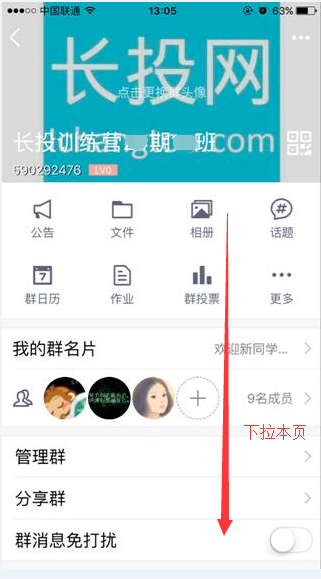 中国联通 13:05 63%
长投网
点击更换群头像
长投训练营 期 班
.com
590292476 LV0
公告 文件 相册 话题
7
群日历 作业 群投票 更多
我的群名片 欢迎新同学...
9名成员
下拉本页
管理群
分享群
群消息免打扰